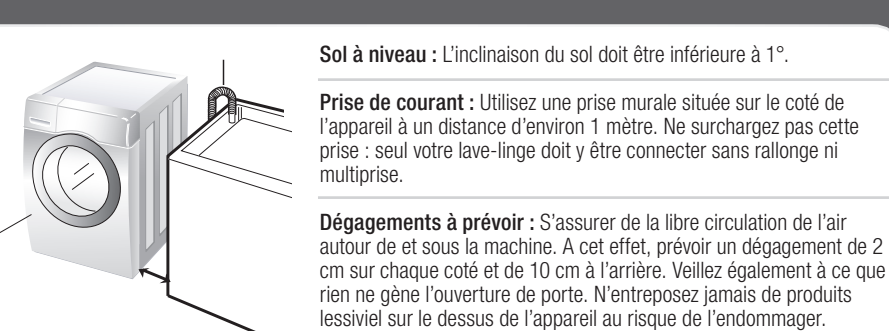 Sol à niveau : L'inclinaison du sol doit être inférieure à 1°.
Prise de courant : Utilisez une prise murale située sur le coté de
l'appareil à un distance d'environ 1 mètre. Ne surchargez pas cette
prise : seul votre lave-linge doit y être connecter sans rallonge ni
multiprise.
Dégagements à prévoir : S'assurer de la libre circulation de l'air
autour de et sous la machine. A cet effet, prévoir un dégagement de 2
cm sur chaque coté et de 10 cm à l'arrière. Veillez également à ce que
rien ne gène l'ouverture de porte. N'entreposez jamais de produits
lessiviel sur le dessus de l'appareil au risque de l'endommager.